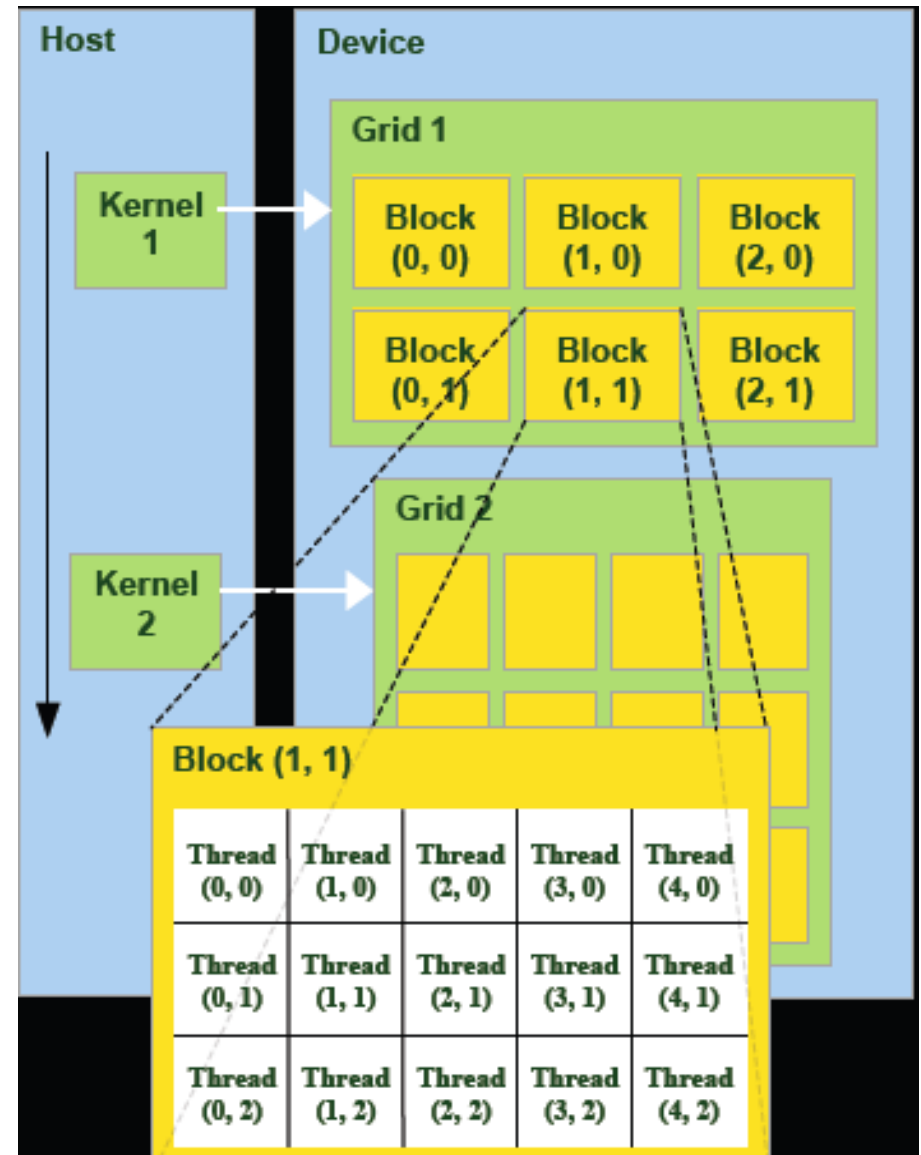 Host
Device
Grid 1
Kernel
1
Block
(0, 0)
Block
(1, 0)
Block
(2, 0)
Block
(0, 1)
Block
(1, 1)
Block
(2, 1)
Grid 2
Kernel
2
Block (1, 1)
Thread
(0, 0)
Thread
(1, 0)
Thread
(2, 0)
Thread
(3, 0)
Thread
(4, 0)
Thread
(0, 1)
Thread
(1, 1)
Thread
(2, 1)
Thread
(3, 1)
Thread
(4, 1)
Thread
(0, 2)
Thread
(1, 2)
Thread
(2, 2)
Thread
(3, 2)
Thread
(4, 2)